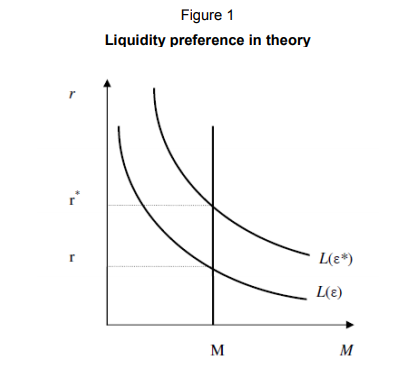 Figure 1
Liquidity preference in theory
r
r*
r
L(ε*)
L(ε)
M
M